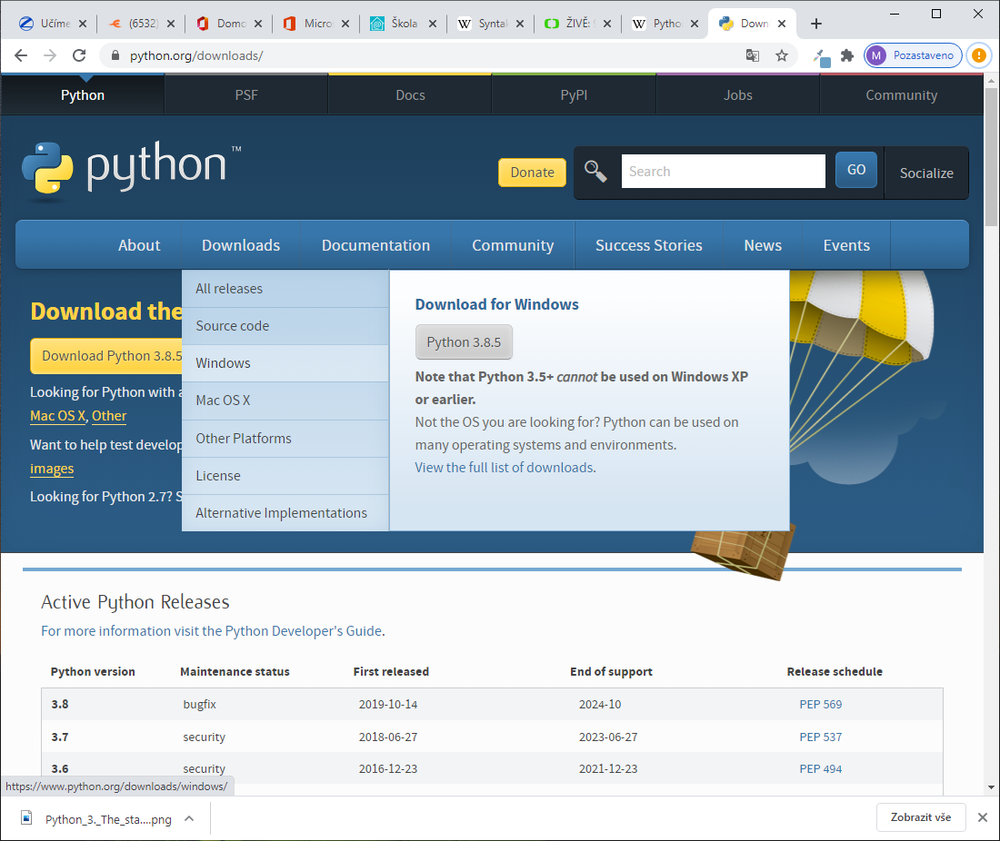 Učíme
(6532)
Domo
Micro
Škola
Syntal
ŽIVĚ:
Pytho
Down
python.org/downloads/
M Pozastaveno
Python PSF Docs PyPI Jobs Community
python™
Donate
Search
GO
Socialize
About Downloads Documentation Community Success Stories News Events
Download the
Download Python 3.8.5
Looking for Python with a
Mac OS X, Other
Want to help test develop
images
Looking for Python 2.7? S
All releases
Source code
Windows
Mac OS X
Other Platforms
License
Alternative Implementations
Download for Windows
Python 3.8.5
Note that Python 3.5+ cannot be used on Windows XP
or earlier.
Not the OS you are looking for? Python can be used on
many operating systems and environments.
View the full list of downloads.
Active Python Releases
For more information visit the Python Developer's Guide.
Python version Maintenance status First released End of support Release schedule
3.8 bugfix 2019-10-14 2024-10 PEP 569
3.7 security 2018-06-27 2023-06-27 PEP 537
3.6 security 2016-12-23 2021-12-23 PEP 494
https://www.python.org/downloads/windows/
Python_3._The_sta....png
Zobrazit vše